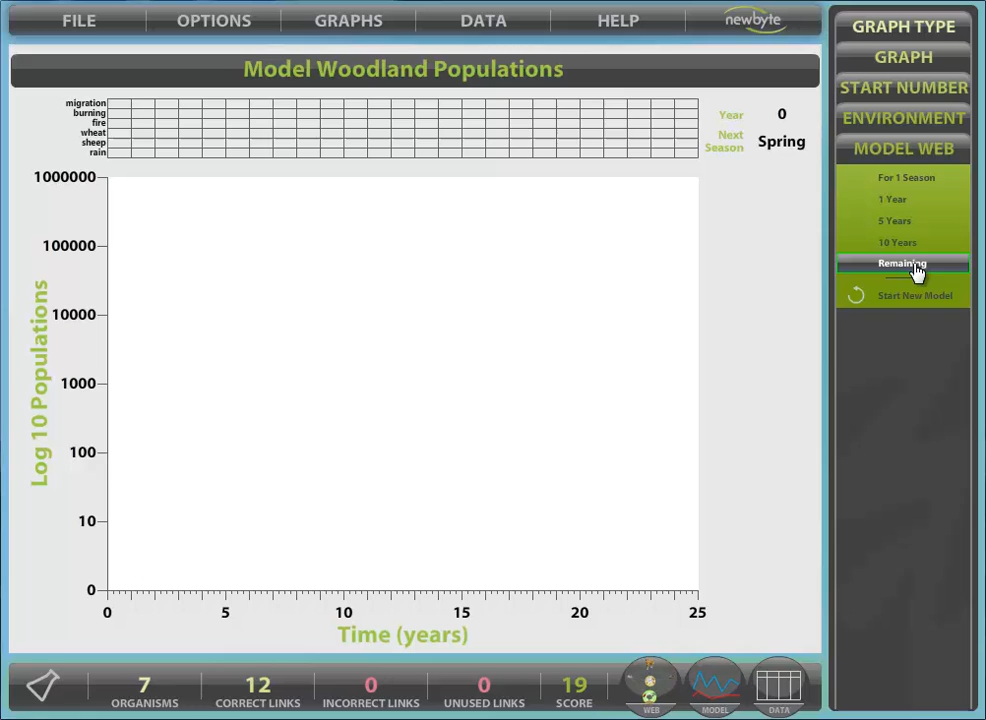 FILE OPTIONS GRAPHS DATA HELP newbyte
Model Woodland Populations
migration
burning
fire
wheat
sheep
rain
Year 0
Next Season Spring
1000000
100000
10000
1000
100
10
0
Log 10 Populations
0 5 10 15 20 25
Time (years)
7 12 0 0 19
ORGANISMS CORRECT LINKS INCORRECT LINKS UNUSED LINKS SCORE WEB MODEL DATA
GRAPH TYPE
GRAPH
START NUMBER
ENVIRONMENT
MODEL WEB
For 1 Season
1 Year
5 Years
10 Years
Remaining
Start New Model